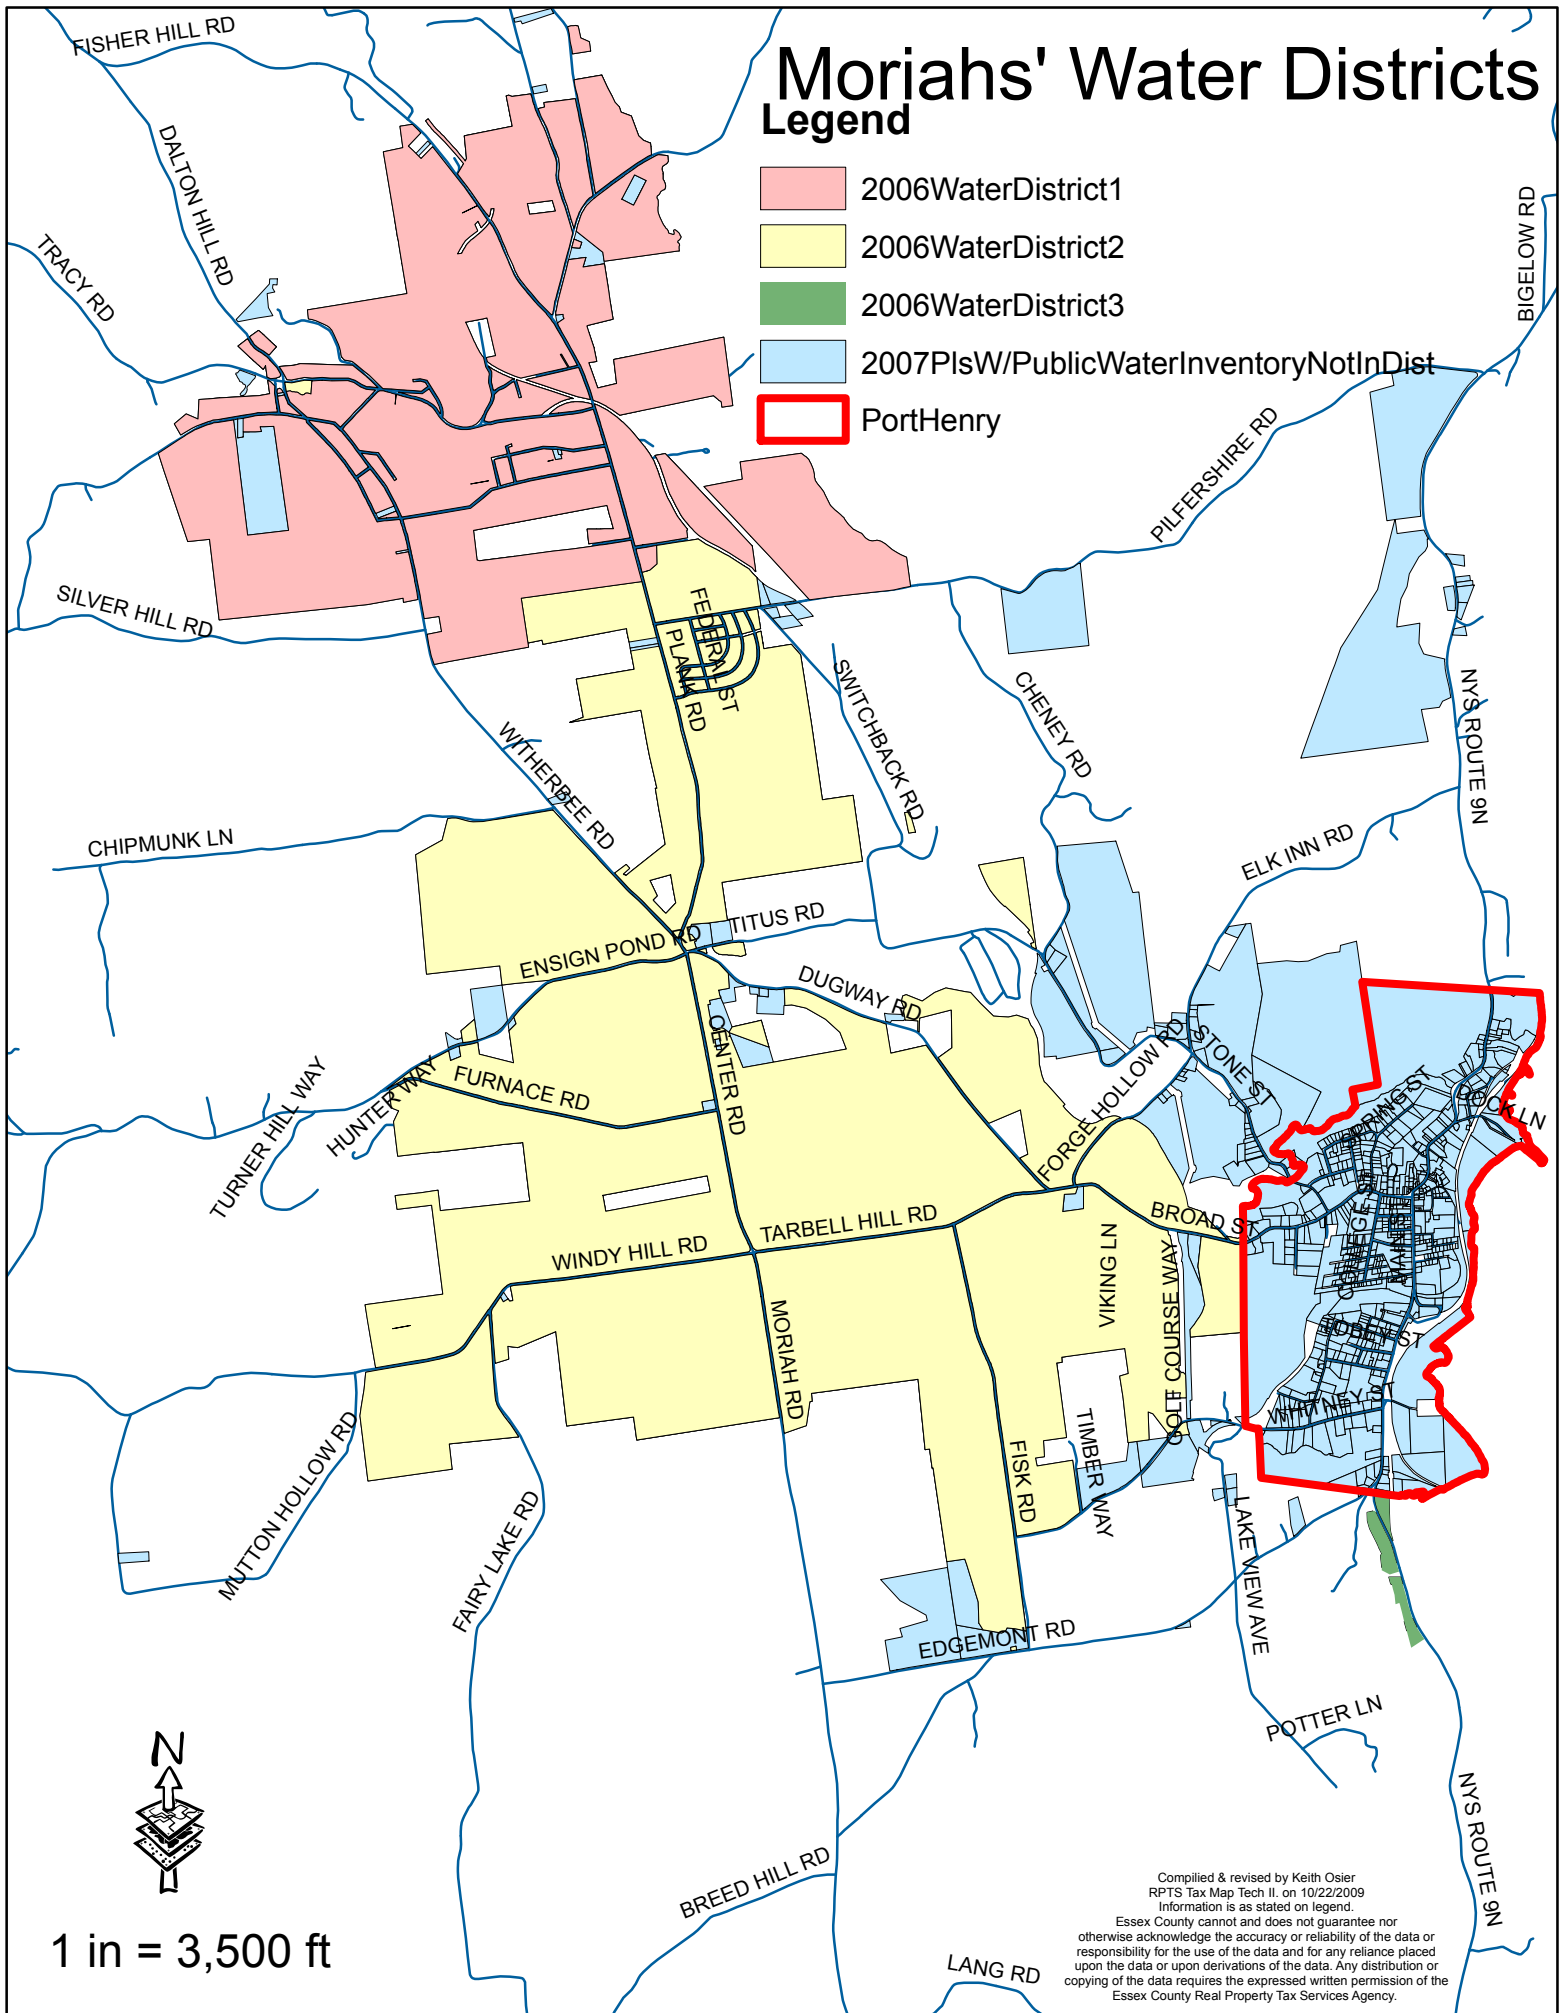 Moriahs' Water Districts
Legend
2006WaterDistrict1
2006WaterDistrict2
2006WaterDistrict3
2007PlsW/PublicWaterInventoryNotInDist
PortHenry
FISHER HILL RD
DALTON HILL RD
TRACY RD
BIGELOW RD
PILFERSHIRE RD
SILVER HILL RD
FEDERAL ST
PLANK RD
SWITCHBACK RD
CHENEY RD
NYS ROUTE 9N
WITHERBEE RD
CHIPMUNK LN
ELK INN RD
TITUS RD
ENSIGN POND RD
DUGWAY RD
CENTER RD
STONE ST
FORGE HOLLOW RD
TURNER HILL WAY
HUNTER WAY
FURNACE RD
SPRING ST
DOCK LN
COLLEGE ST
MAIN ST
BROAD ST
TARBELL HILL RD
WINDY HILL RD
VIKING LN
GOLF COURSE WAY
MORIAH RD
TOBEY ST
WHITNEY ST
MUTTON HOLLOW RD
FISK RD
TIMBER WAY
FAIRY LAKE RD
LAKE VIEW AVE
EDGEMONT RD
POTTER LN
NYS ROUTE 9N
BREED HILL RD
LANG RD
N
1 in = 3,500 ft
Compilied & revised by Keith Osier
RPTS Tax Map Tech II. on 10/22/2009
Information is as stated on legend.
Essex County cannot and does not guarantee nor
otherwise acknowledge the accuracy or reliability of the data or
responsibility for the use of the data and for any reliance placed
upon the data or upon derivations of the data. Any distribution or
copying of the data requires the expressed written permission of the
Essex County Real Property Tax Services Agency.